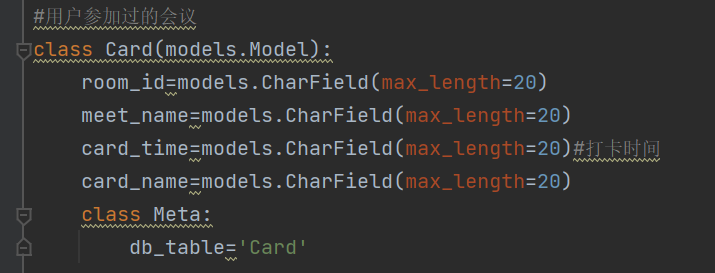 #用户参加过的会议
class Card(models.Model):
    room_id=models.CharField(max_length=20)
    meet_name=models.CharField(max_length=20)
    card_time=models.CharField(max_length=20)#打卡时间
    card_name=models.CharField(max_length=20)
    class Meta:
        db_table='Card'